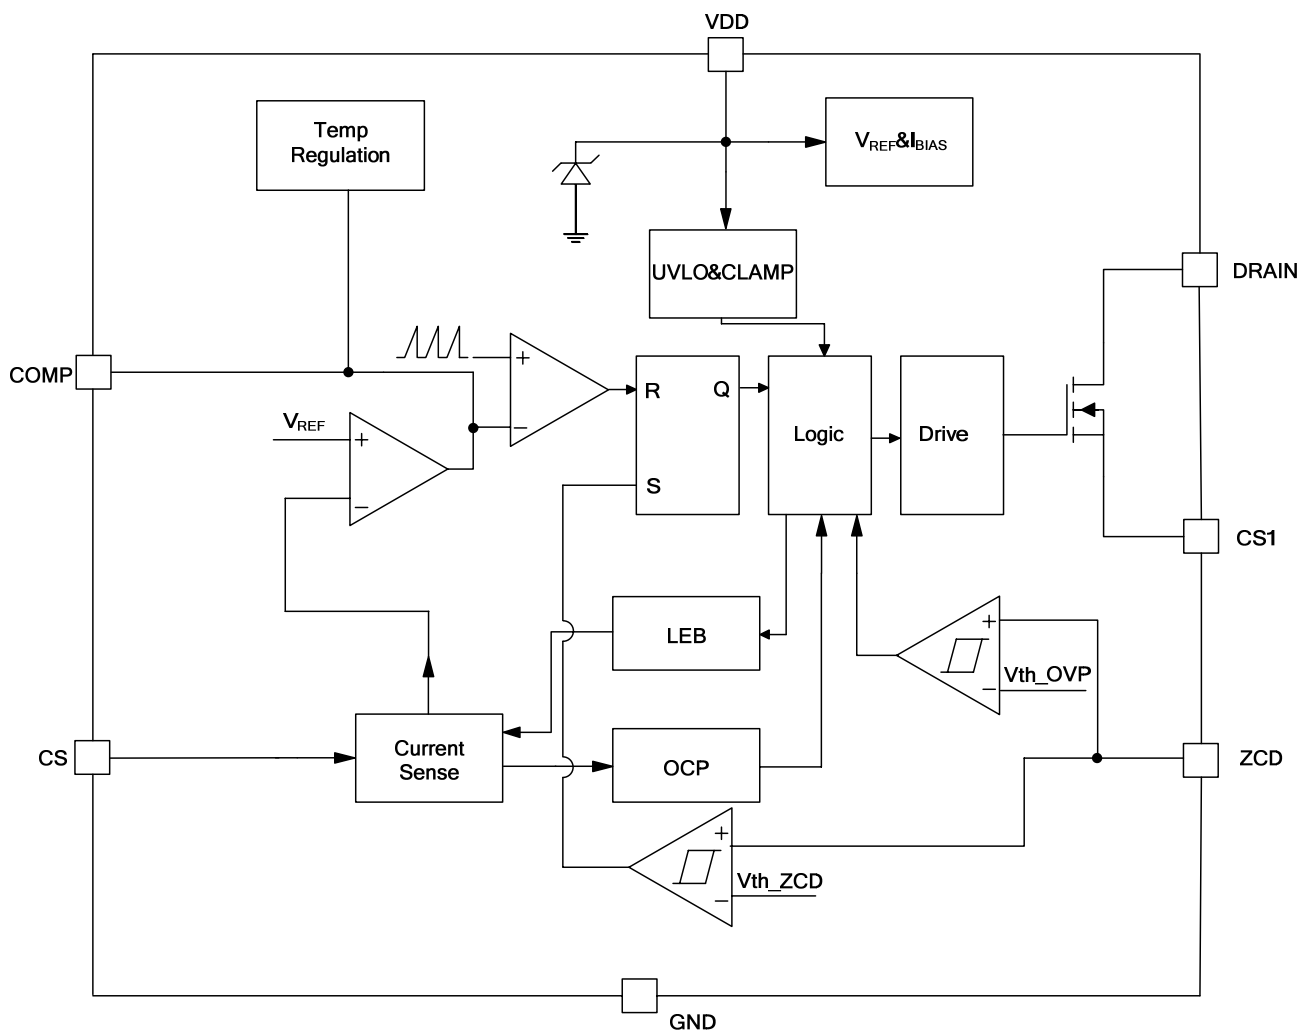 VDD
Temp
Regulation
VREF&IBIAS
UVLO&CLAMP
DRAIN
COMP
+
−
R
Q
S
Logic
Drive
VREF
+
−
CS1
LEB
+
Vth_OVP
−
CS
Current
Sense
OCP
ZCD
+
Vth_ZCD
−
GND